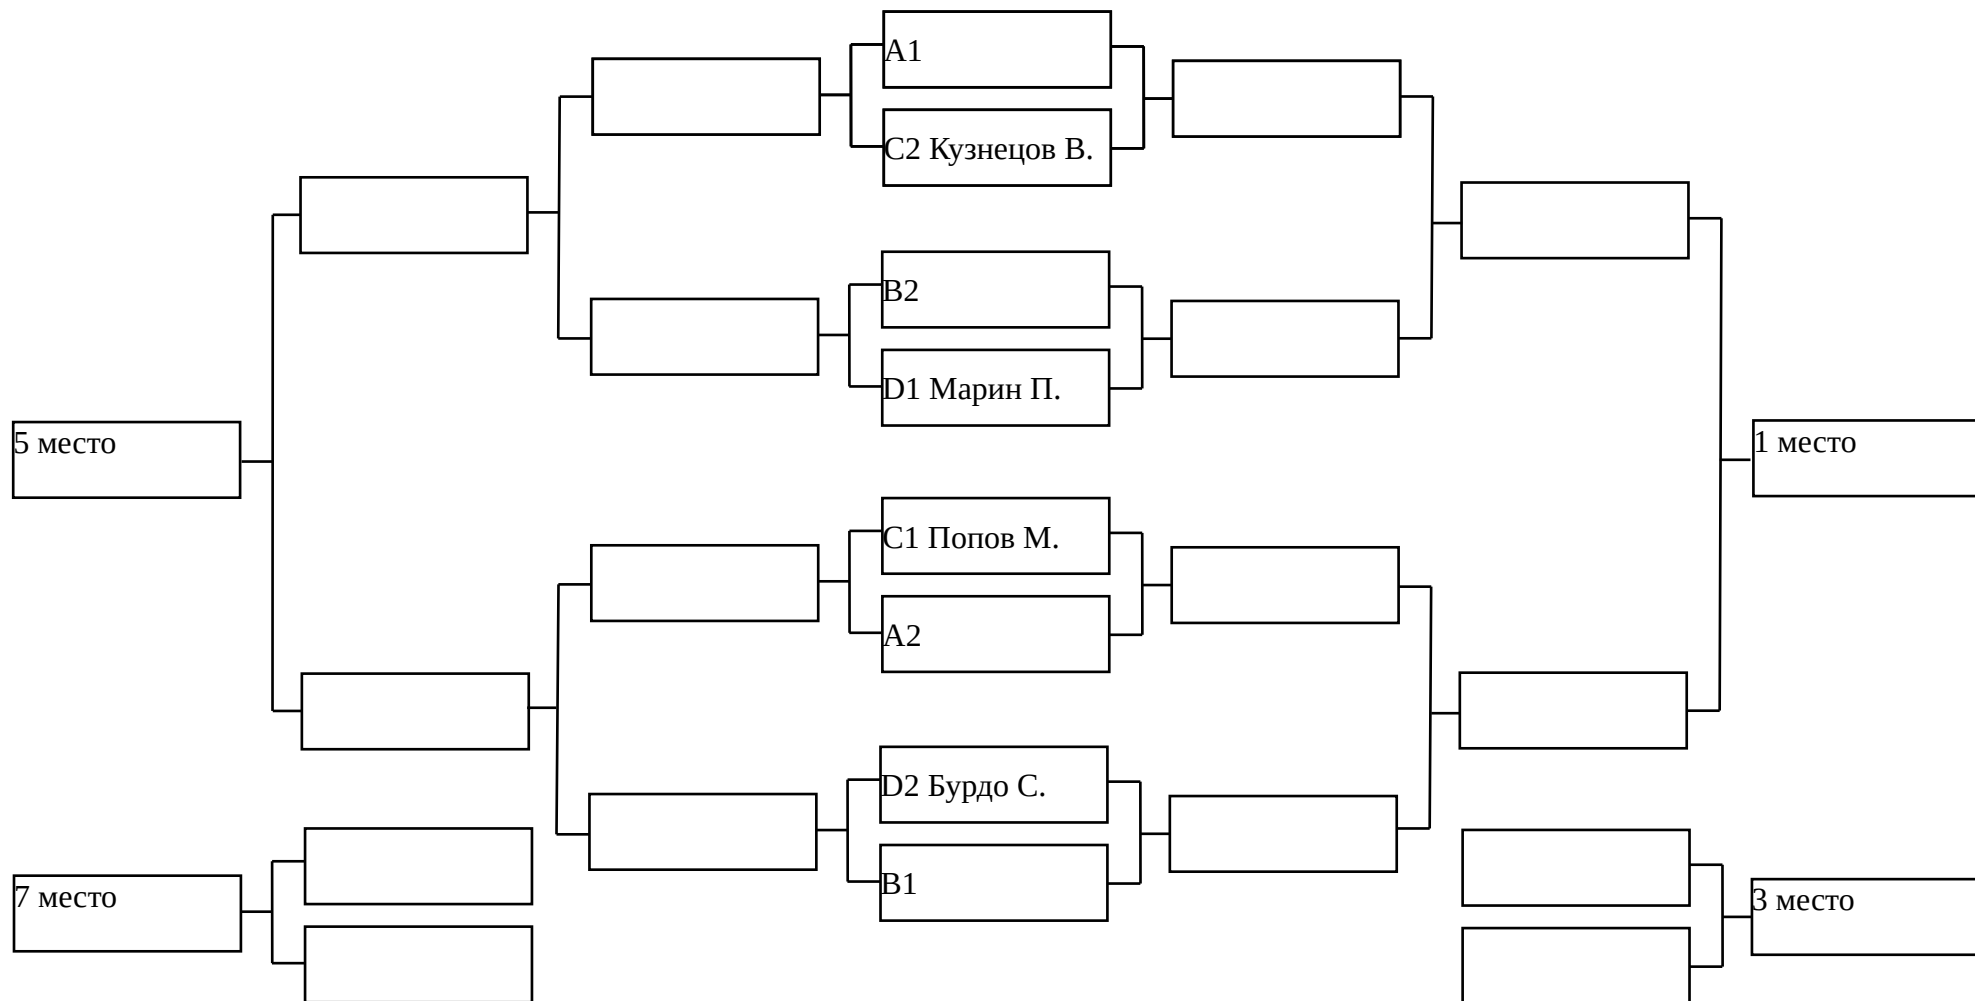 A1
C2 Кузнецов В.
B2
D1 Марин П.
5 место
1 место
C1 Попов М.
A2
D2 Бурдо С.
B1
7 место
3 место